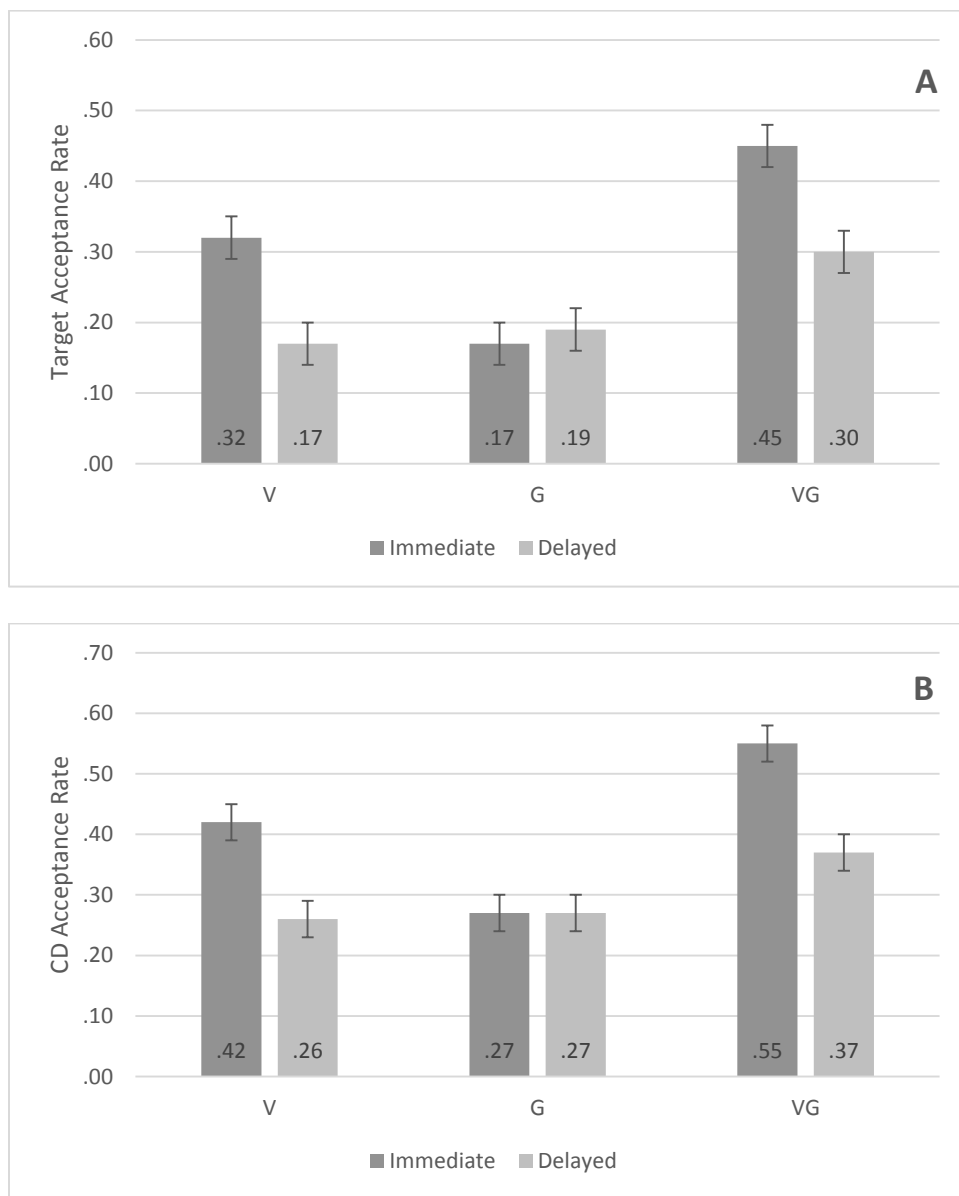 .60
A
.50
.40
.30
.20
.10
.00
Target Acceptance Rate
.32 .17 .17 .19 .45 .30
V G VG
Immediate Delayed
.70
B
.60
.50
.40
.30
.20
.10
.00
CD Acceptance Rate
.42 .26 .27 .27 .55 .37
V G VG
Immediate Delayed